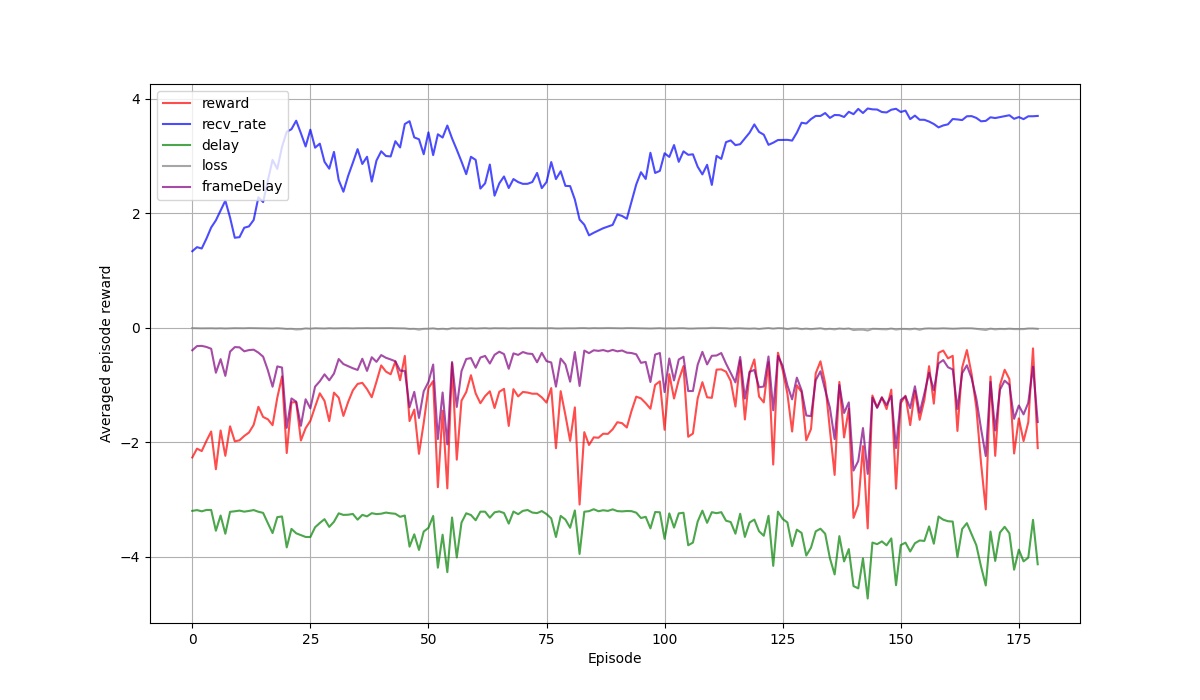 reward
recv_rate
delay
loss
frameDelay
4
2
0
−2
−4
Averaged episode reward
0
25
50
75
100
125
150
175
Episode